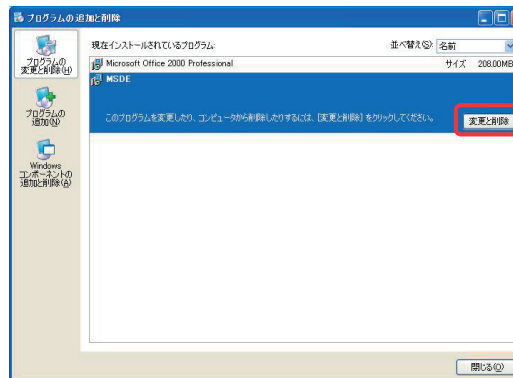 プログラムの追加と削除
現在インストールされているプログラム:
並べ替え(S):
名前
プログラムの
変更と削除(H)
Microsoft Office 2000 Professional
サイズ
208.00MB
MSDE
このプログラムを変更したり、コンピュータから削除したりするには、[変更と削除] をクリックしてください。
変更と削除
プログラムの
追加(N)
Windows
コンポーネントの
追加と削除(A)
閉じる(O)